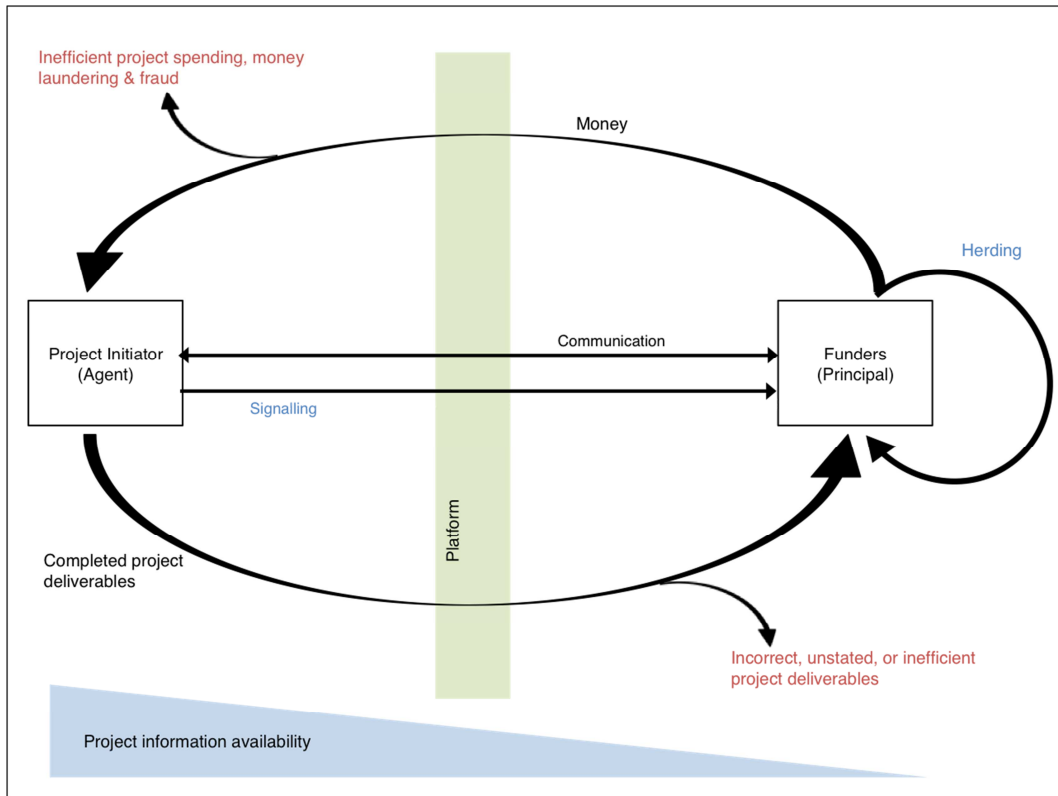 Inefficient project spending, money
laundering & fraud
Money
Herding
Communication
Project Initiator
(Agent)
Funders
(Principal)
Signalling
Platform
Completed project
deliverables
Incorrect, unstated, or inefficient
project deliverables
Project information availability